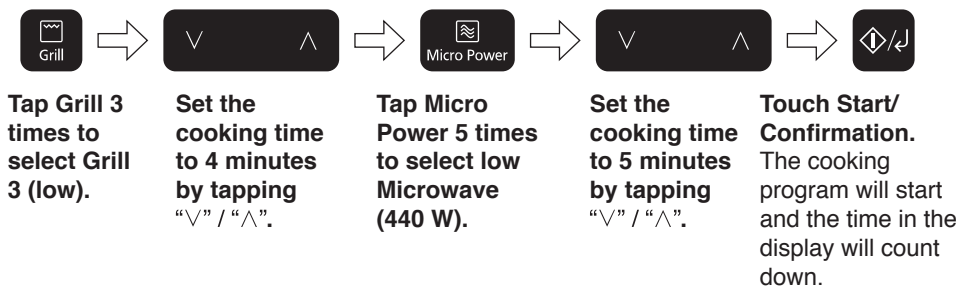 Grill
∨ ∧
Micro Power
∨ ∧
Tap Grill 3
times to
select Grill
3 (low).
Set the
cooking time
to 4 minutes
by tapping
“∨” / “∧”.
Tap Micro
Power 5 times
to select low
Microwave
(440 W).
Set the
cooking time
to 5 minutes
by tapping
“∨” / “∧”.
Touch Start/
Confirmation.
The cooking
program will start
and the time in the
display will count
down.